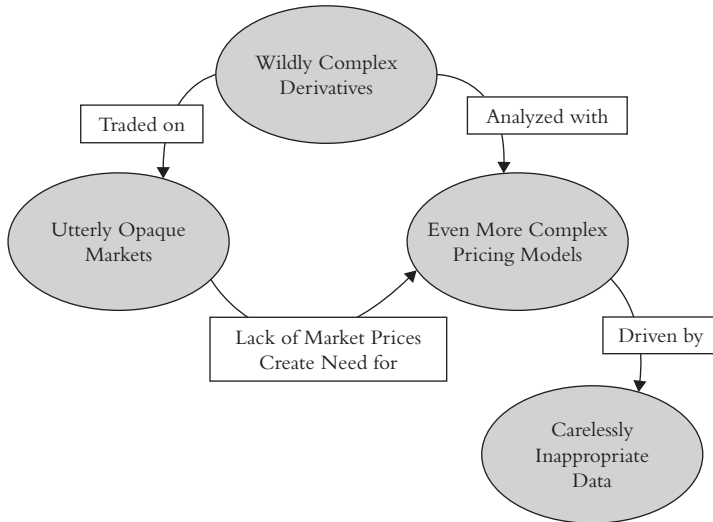 Wildly Complex
Derivatives
Traded on
Analyzed with
Utterly Opaque
Markets
Even More Complex
Pricing Models
Lack of Market Prices
Create Need for
Driven by
Carelessly
Inappropriate
Data